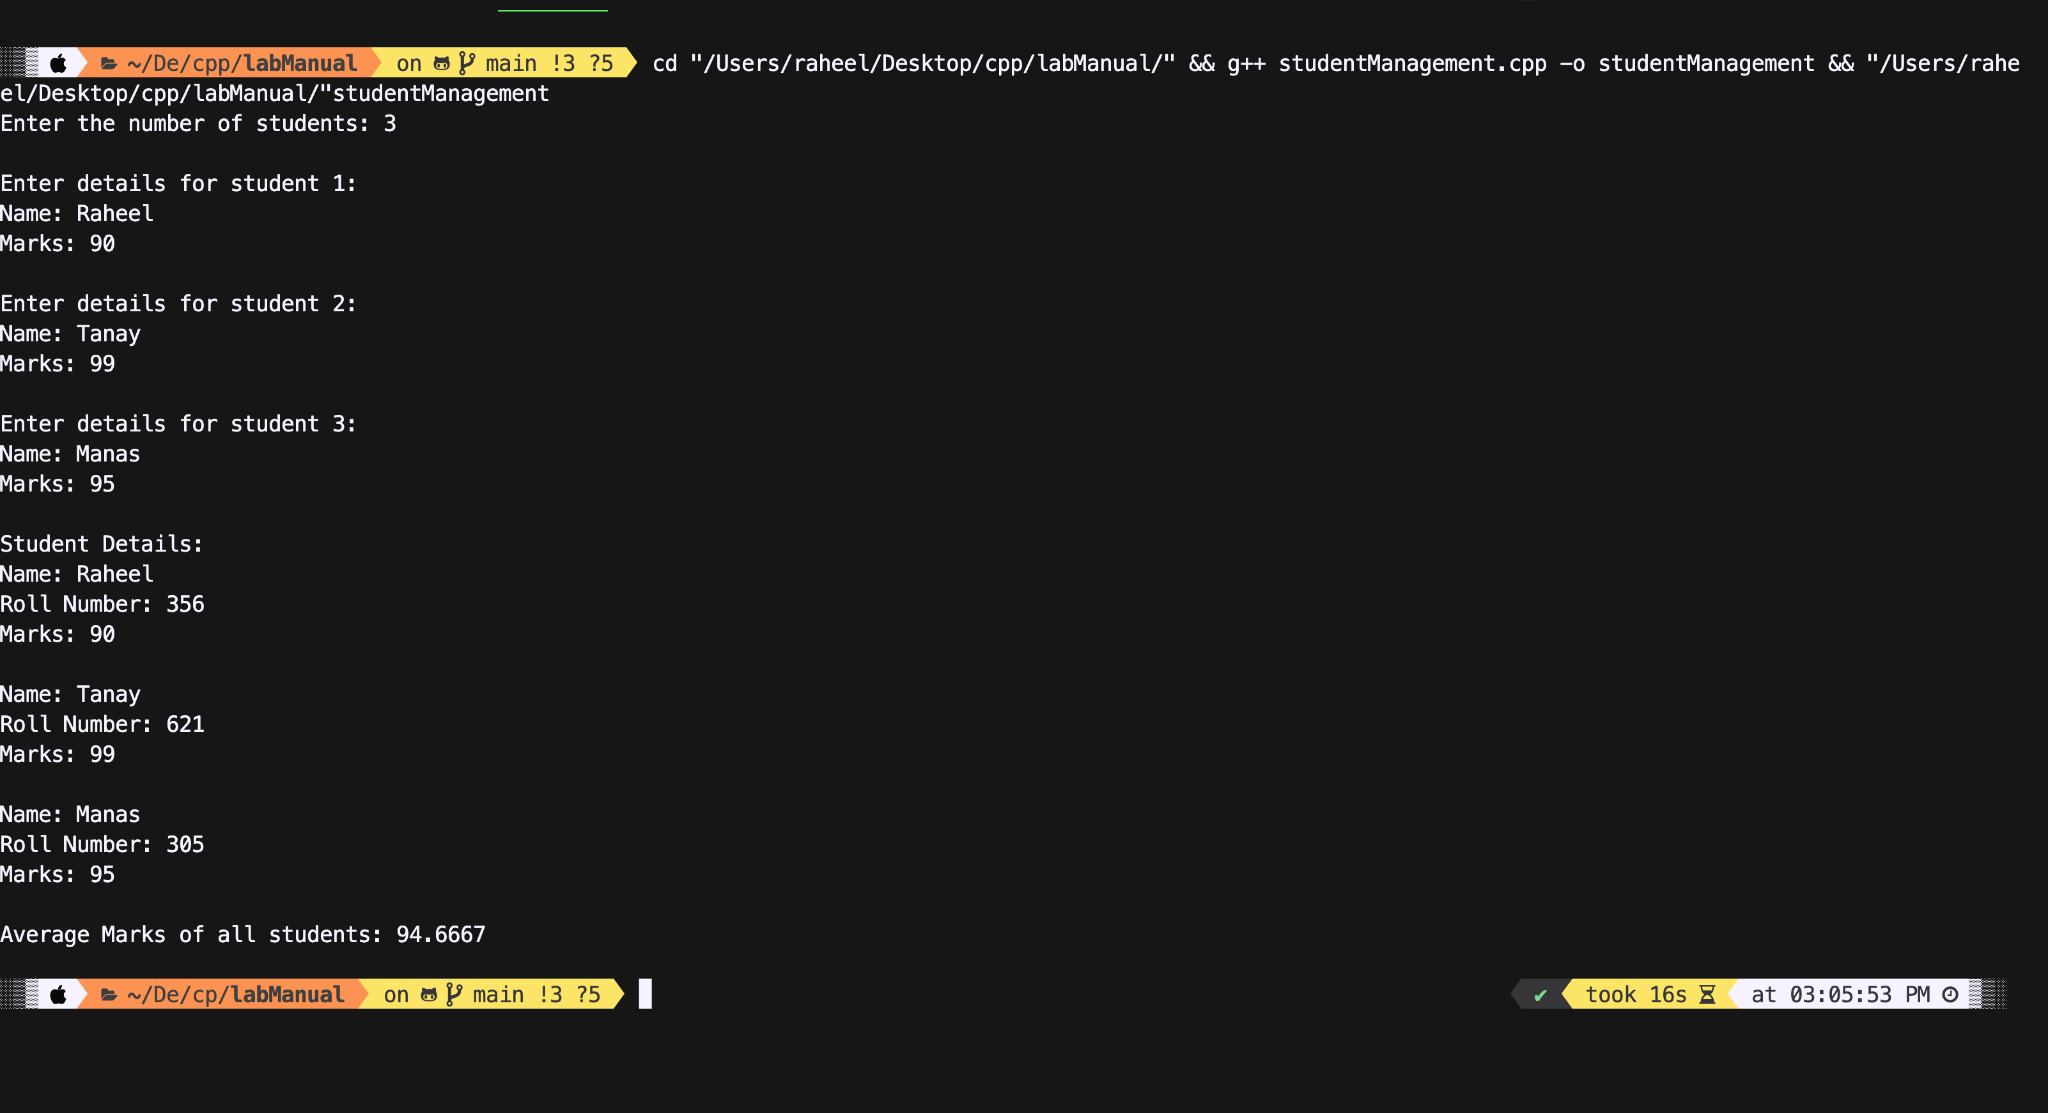 ~/De/cpp/labManual on main !3 ?5 cd "/Users/raheel/Desktop/cpp/labManual/" && g++ studentManagement.cpp -o studentManagement && "/Users/rahe
el/Desktop/cpp/labManual/"studentManagement
Enter the number of students: 3
Enter details for student 1:
Name: Raheel
Marks: 90
Enter details for student 2:
Name: Tanay
Marks: 99
Enter details for student 3:
Name: Manas
Marks: 95
Student Details:
Name: Raheel
Roll Number: 356
Marks: 90
Name: Tanay
Roll Number: 621
Marks: 99
Name: Manas
Roll Number: 305
Marks: 95
Average Marks of all students: 94.6667
~/De/cp/labManual on main !3 ?5 ✔ took 16s at 03:05:53 PM